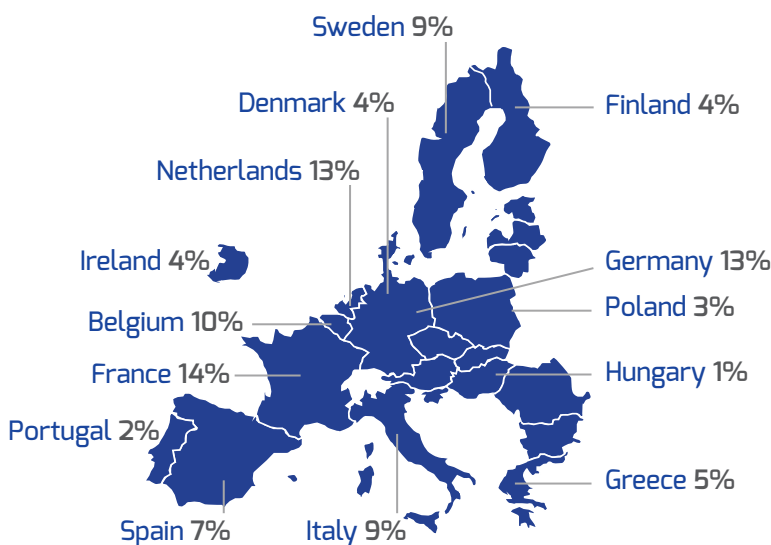 Sweden 9%
Denmark 4%
Finland 4%
Netherlands 13%
Ireland 4%
Germany 13%
Poland 3%
Belgium 10%
France 14%
Hungary 1%
Portugal 2%
Greece 5%
Spain 7%
Italy 9%